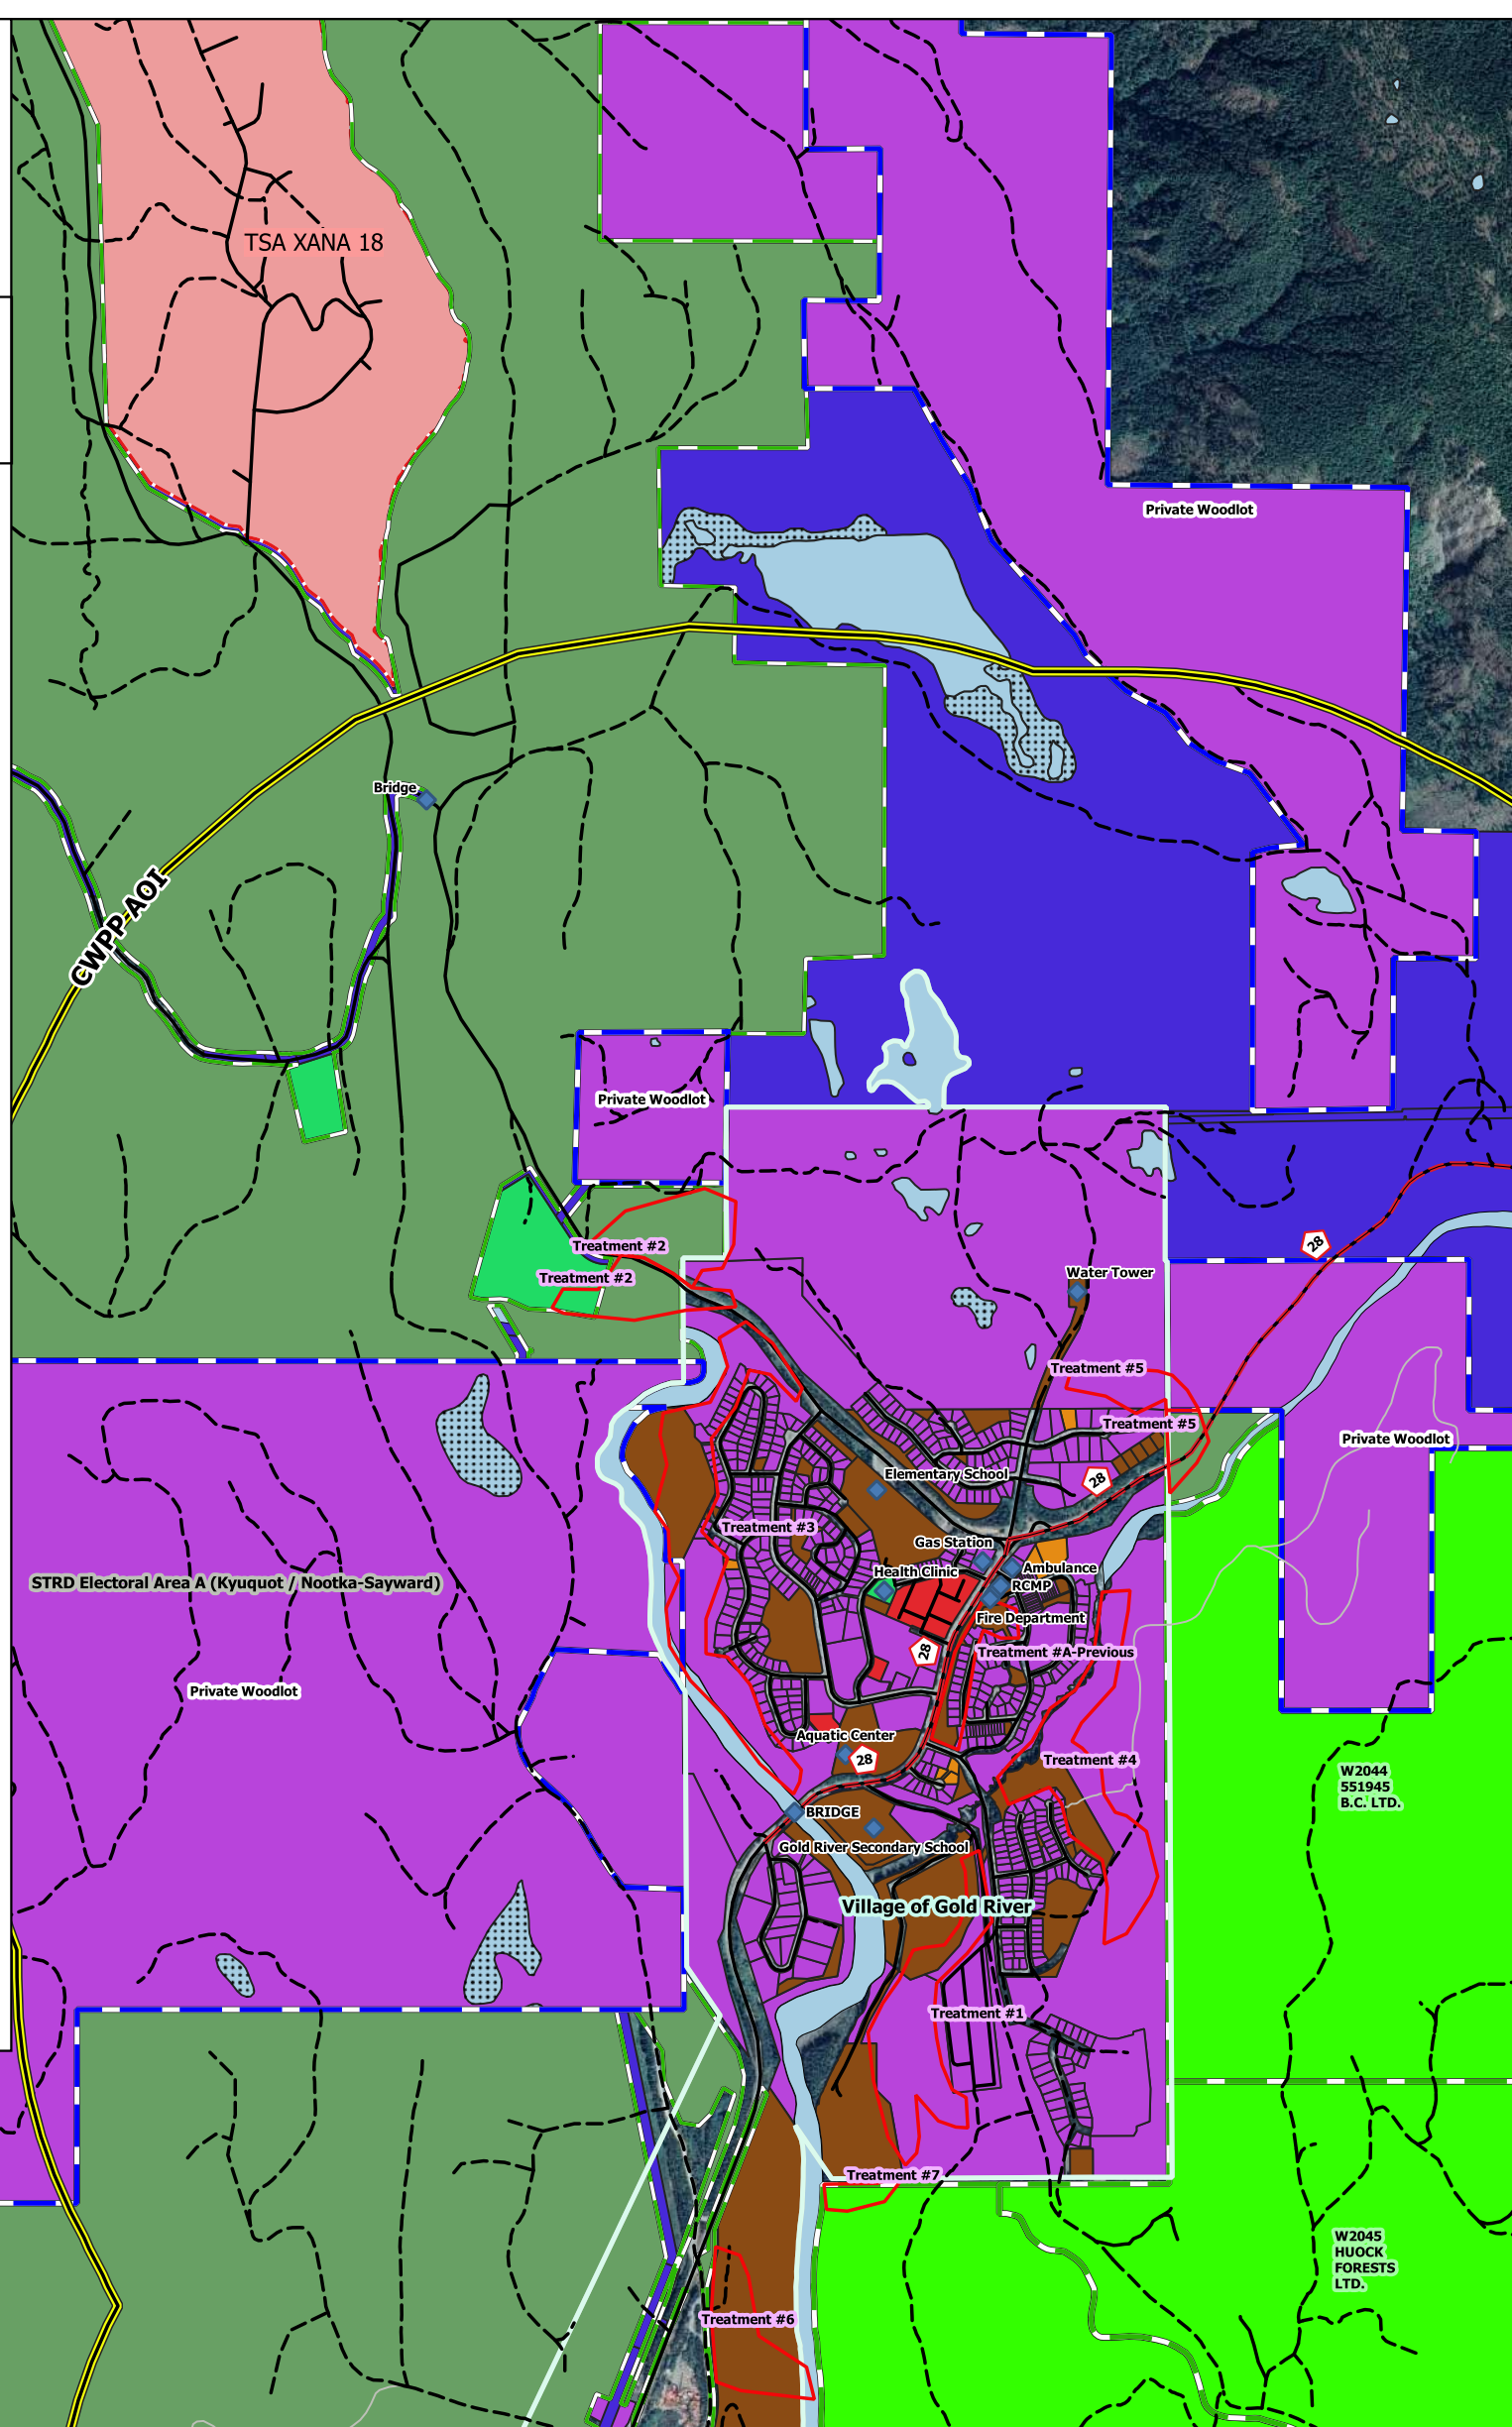 TSA XANA 18
Private Woodlot
Bridge
CWPP-AOI
Private Woodlot
Treatment #2
28
Treatment #2
Water Tower
Treatment #5
Treatment #5
Private Woodlot
Elementary School
28
Treatment #3
Gas Station
STRD Electoral Area A (Kyuquot / Nootka-Sayward)
Health Clinic
Ambulance
RCMP
Fire Department
28
Treatment #A-Previous
Private Woodlot
Aquatic Center
28
Treatment #4
W2044
551945
B.C. LTD.
BRIDGE
Gold River Secondary School
Village of Gold River
Treatment #1
Treatment #7
W2045
HUOCK
FORESTS
LTD.
Treatment #6